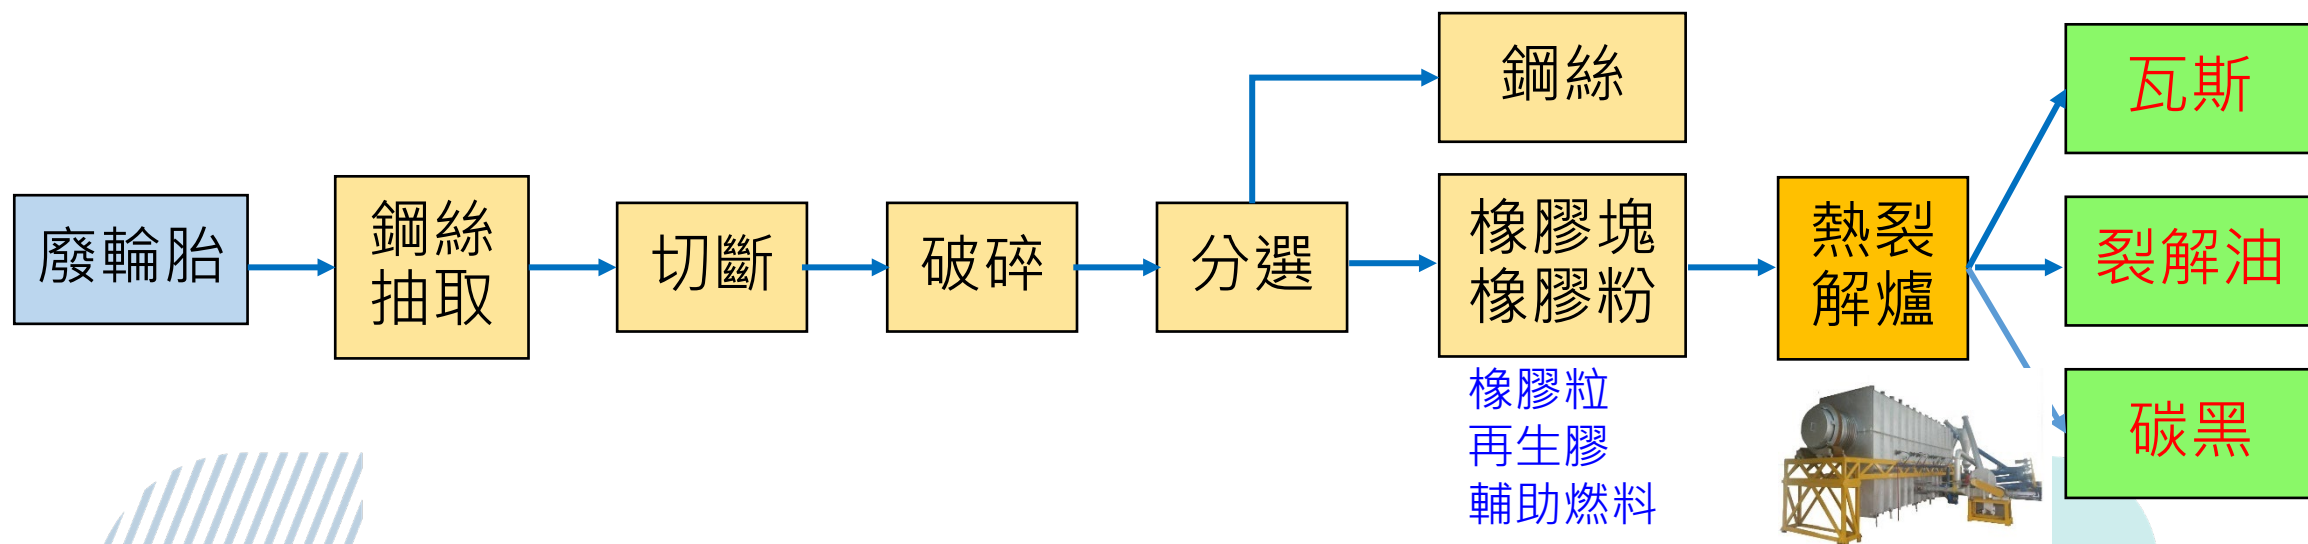 廢輪胎
鋼絲
抽取
切斷
破碎
分選
鋼絲
橡膠塊
橡膠粉
橡膠粒
再生膠
輔助燃料
熱裂
解爐
瓦斯
裂解油
碳黑